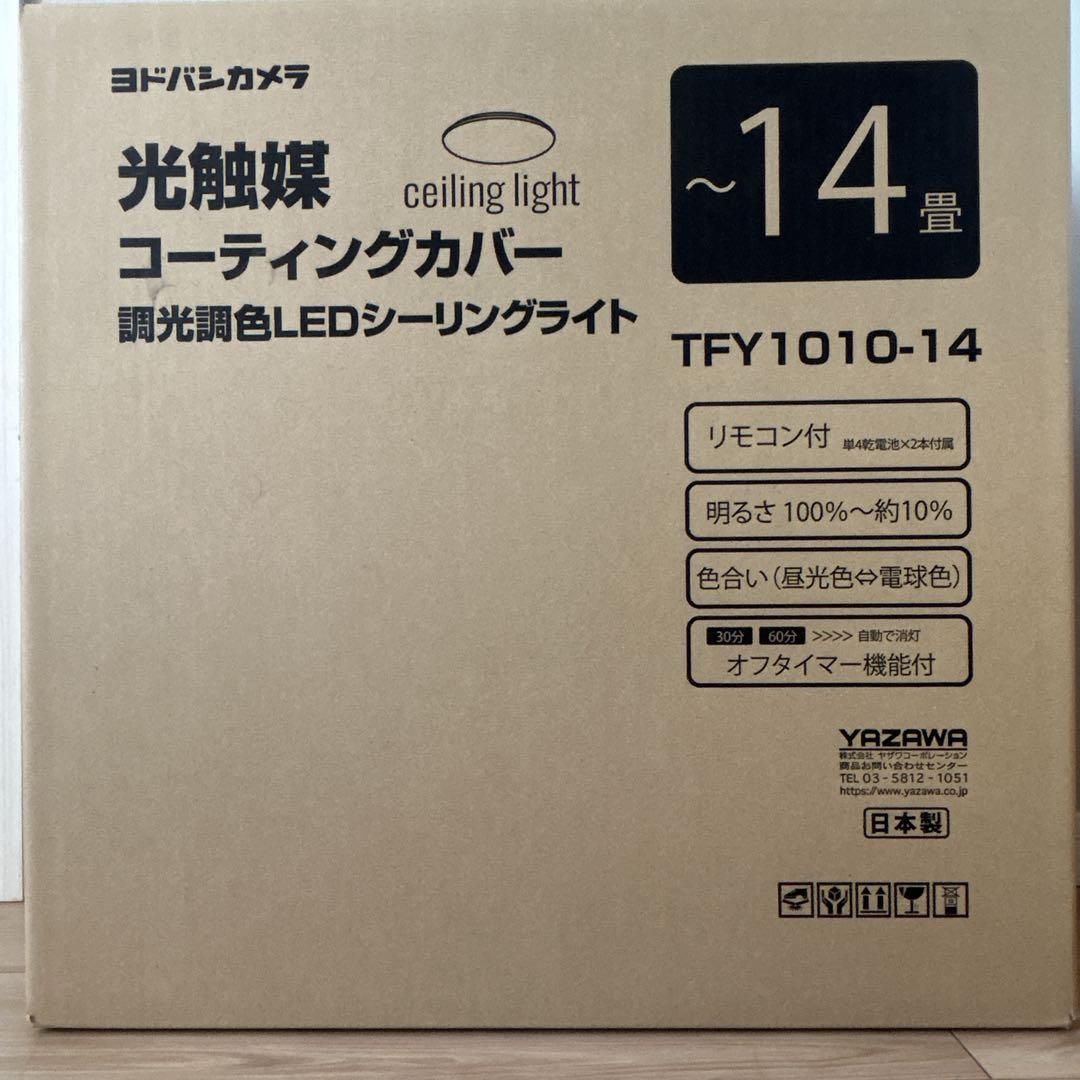 ヨドバシカメラ
光触媒
ceiling light
コーティングカバー
調光調色LEDシーリングライト
～14畳
TFY1010-14
リモコン付 単4乾電池×2本付属
明るさ 100%～約10%
色合い（昼光色⇔電球色）
30分 60分 >>>> 自動で消灯
オフタイマー機能付
YAZAWA
株式会社 ヤザワコーポレーション
商品お問い合わせセンター
TEL 03-5812-1051
https://www.yazawa.co.jp
日本製